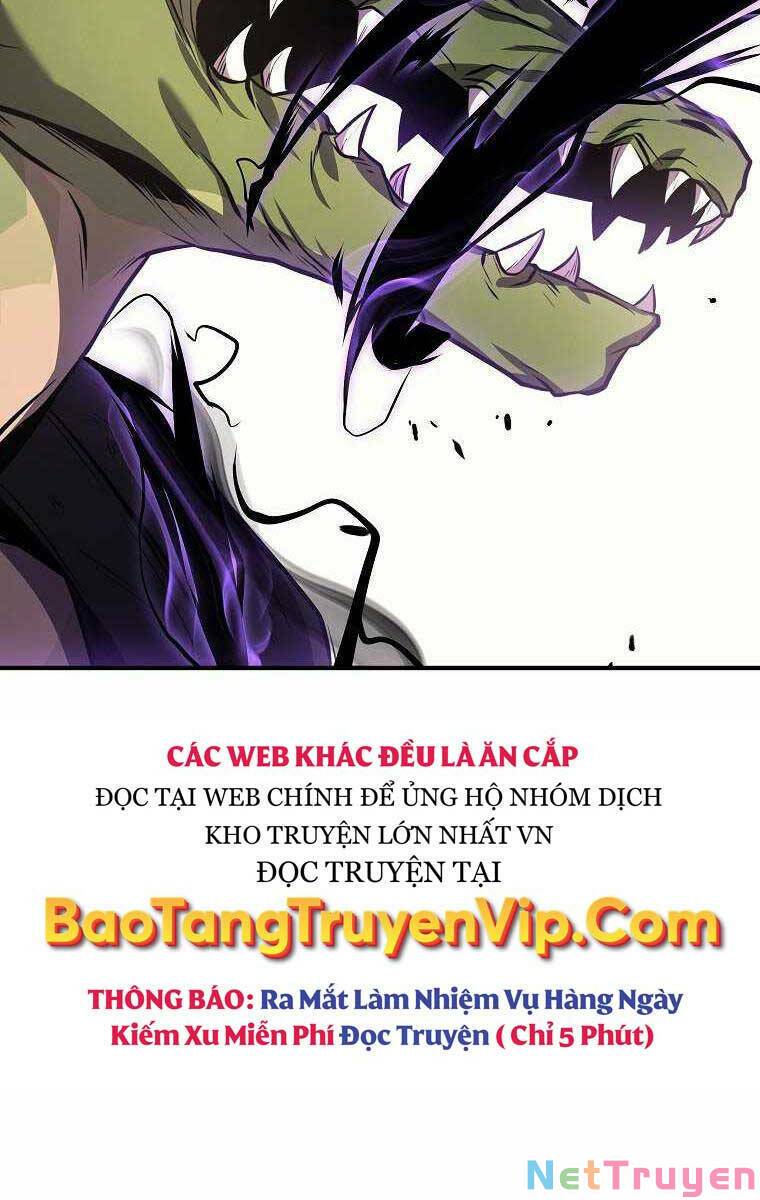 CÁC WEB KHÁC ĐỀU LÀ ĂN CẮP
ĐỌC TẠI WEB CHÍNH ĐỂ ỦNG HỘ NHÓM DỊCH
KHO TRUYỆN LỚN NHẤT VN
ĐỌC TRUYỆN TẠI
BaoTangTruyenVip.Com
THÔNG BÁO: Ra Mắt Làm Nhiệm Vụ Hàng Ngày
Kiếm Xu Miễn Phí Đọc Truyện ( Chỉ 5 Phút)
NetTruyen